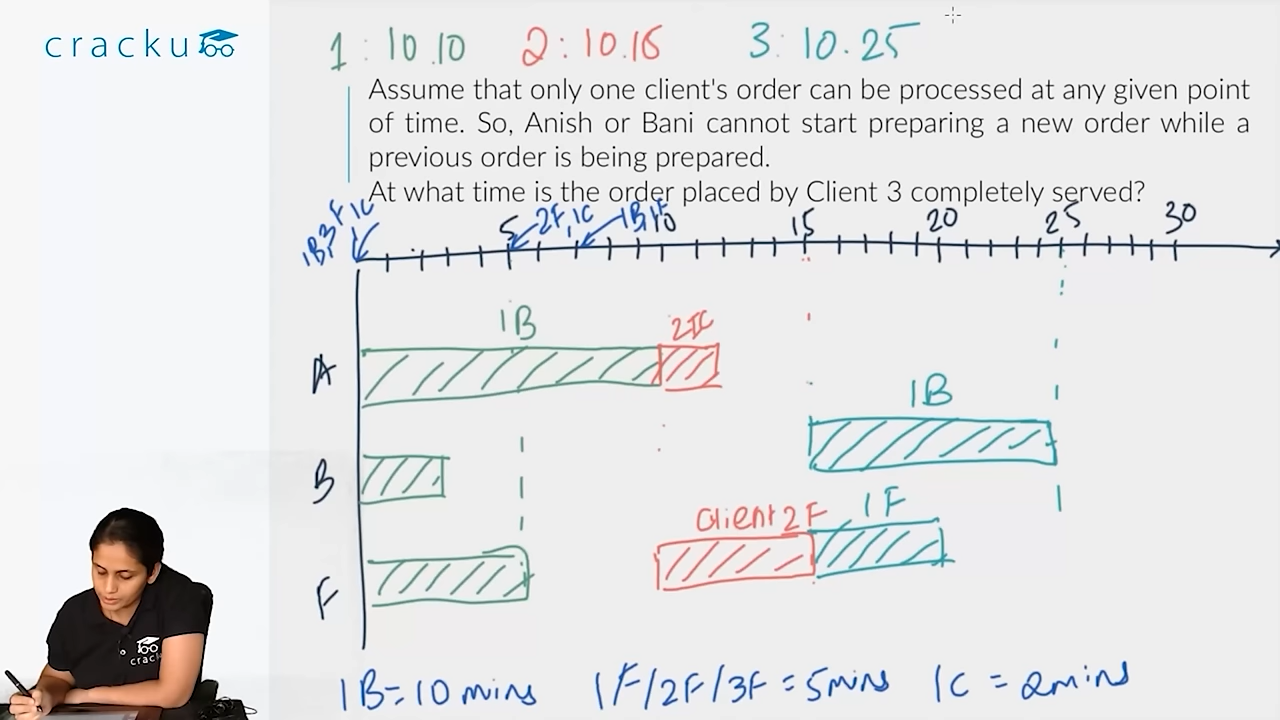 cracku
1 : 10.10 2 : 10.15 3 : 10.25
Assume that only one client's order can be processed at any given point
of time. So, Anish or Bani cannot start preparing a new order while a
previous order is being prepared.
At what time is the order placed by Client 3 completely served?
1B, 3F, 1C
5 2F, 1C 1B, 1F 10 15 20 25 30
1B
A
1B
B
client 2F 1F
F
1B = 10 mins 1F/2F/3F = 5 mins 1C = 2 mins
cracku